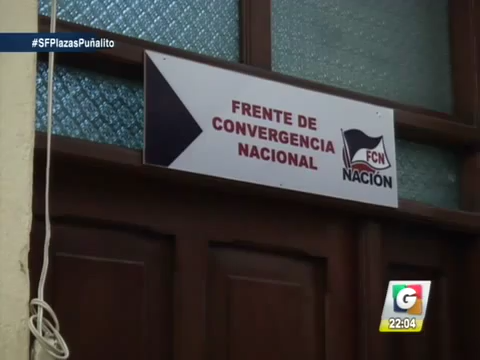 #SFPlazasPuñalito
FRENTE DE
CONVERGENCIA
NACIONAL
FCN
NACIÓN
G
22:04